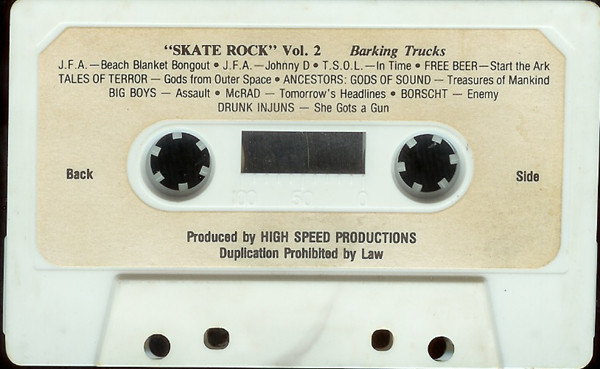 "SKATE ROCK" Vol. 2 Barking Trucks
J.F.A.—Beach Blanket Bongout • J.F.A.—Johnny D • T.S.O.L.—In Time • FREE BEER—Start the Ark
TALES OF TERROR — Gods from Outer Space • ANCESTORS: GODS OF SOUND — Treasures of Mankind
BIG BOYS — Assault • McRAD — Tomorrow's Headlines • BORSCHT — Enemy
DRUNK INJUNS — She Gots a Gun
Back
Side
100 50 0
Produced by HIGH SPEED PRODUCTIONS
Duplication Prohibited by Law